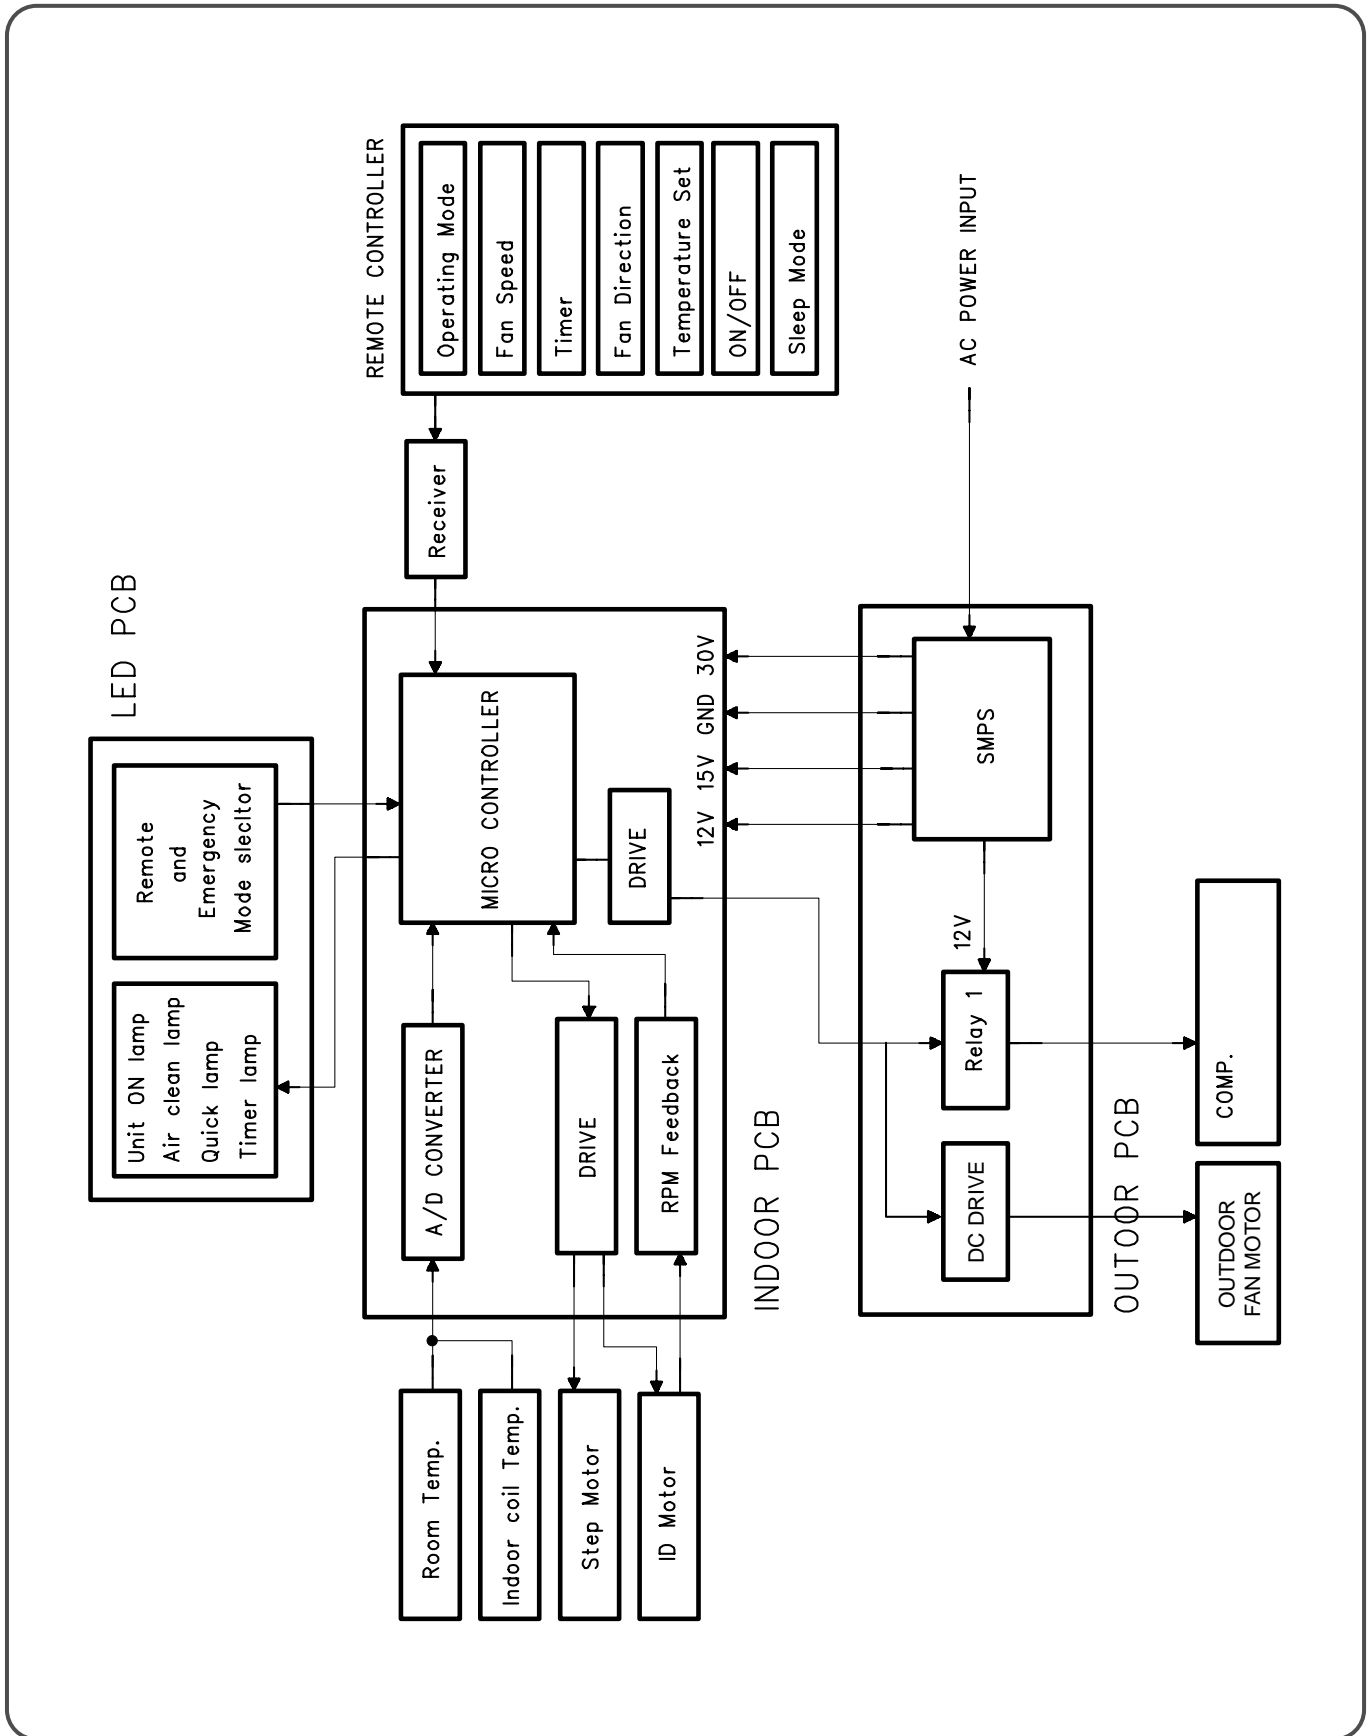 LED PCB
Unit ON lamp
Air clean lamp
Quick lamp
Timer lamp
Remote
and
Emergency
Mode slecltor
REMOTE CONTROLLER
Operating Mode
Fan Speed
Timer
Fan Direction
Temperature Set
ON/OFF
Sleep Mode
Receiver
Room Temp.
Indoor coil Temp.
Step Motor
ID Motor
A/D CONVERTER
MICRO CONTROLLER
DRIVE
RPM Feedback
DRIVE
12V 15V GND 30V
INDOOR PCB
AC POWER INPUT
DC DRIVE
Relay 1
12V
SMPS
OUTOOR PCB
OUTDOOR
FAN MOTOR
COMP.